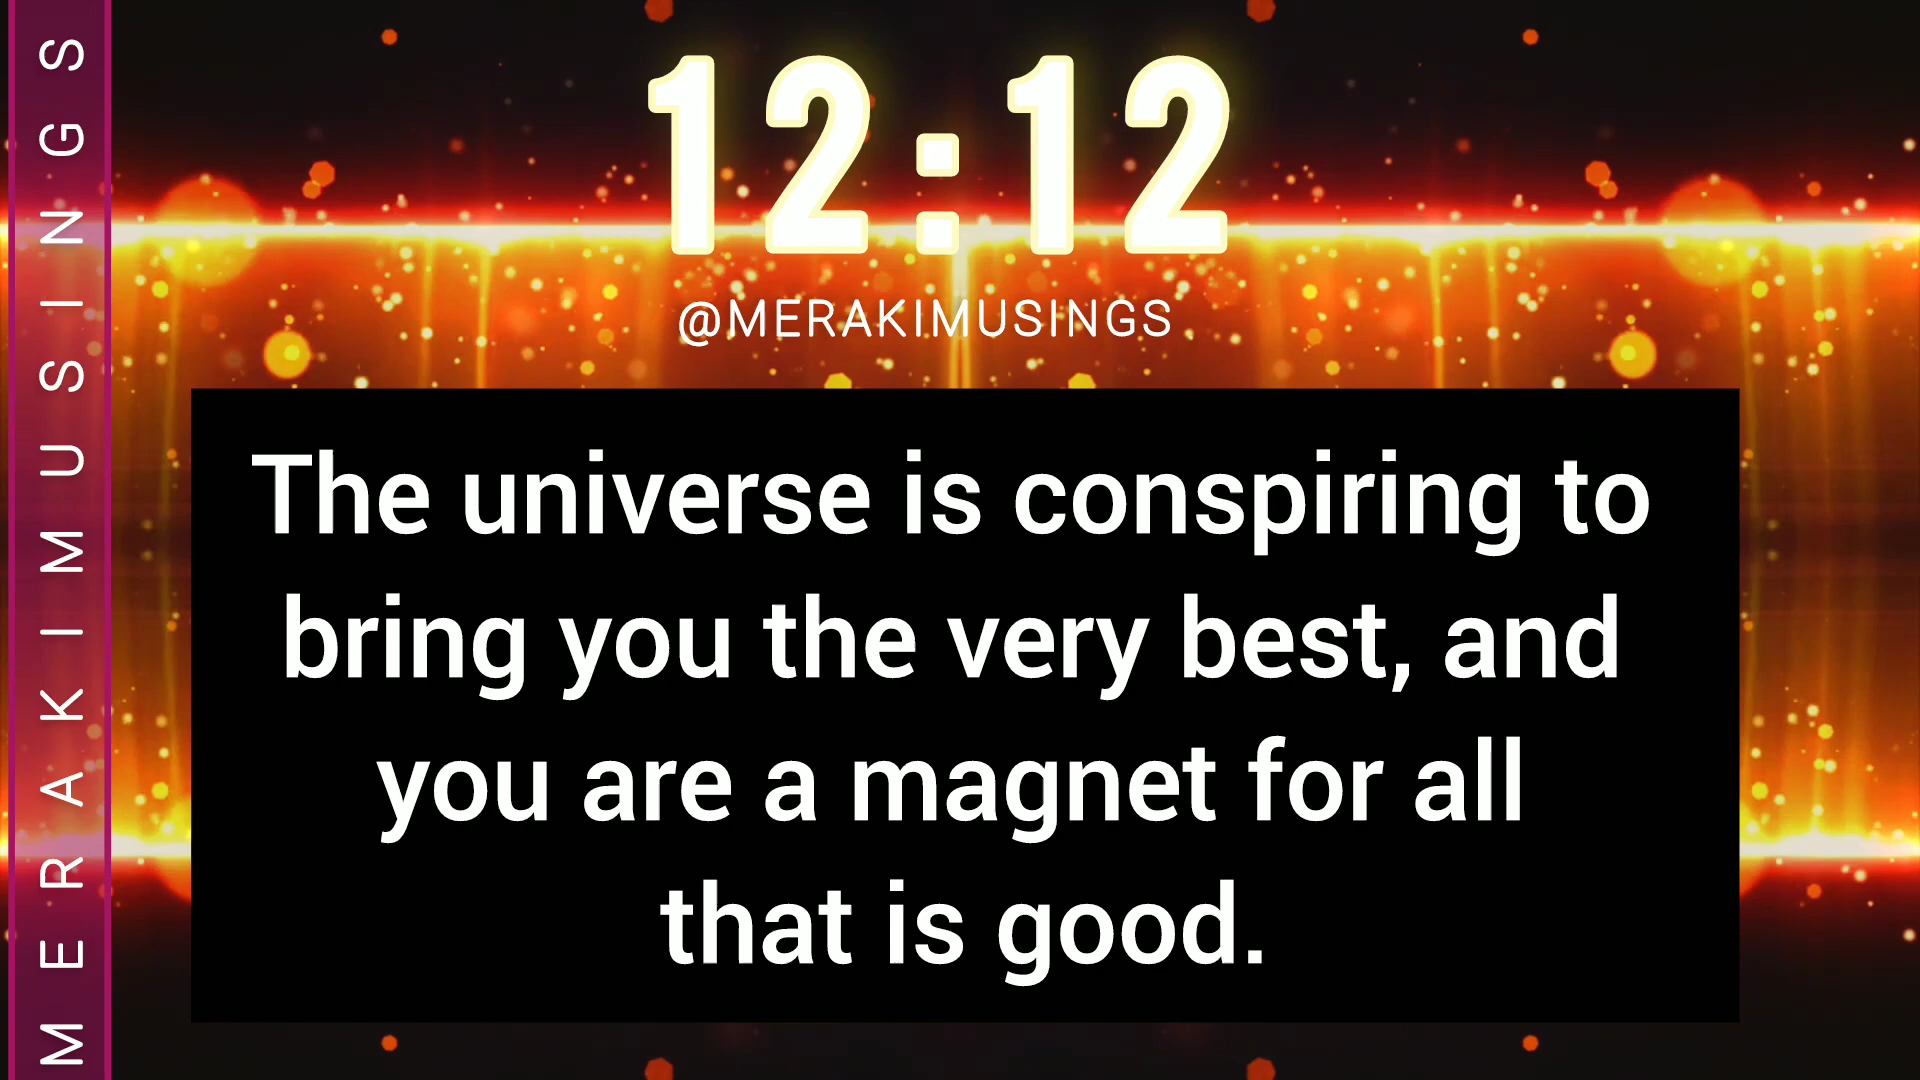 MERAKIMUSINGS
12:12
@MERAKIMUSINGS
The universe is conspiring to
bring you the very best, and
you are a magnet for all
that is good.